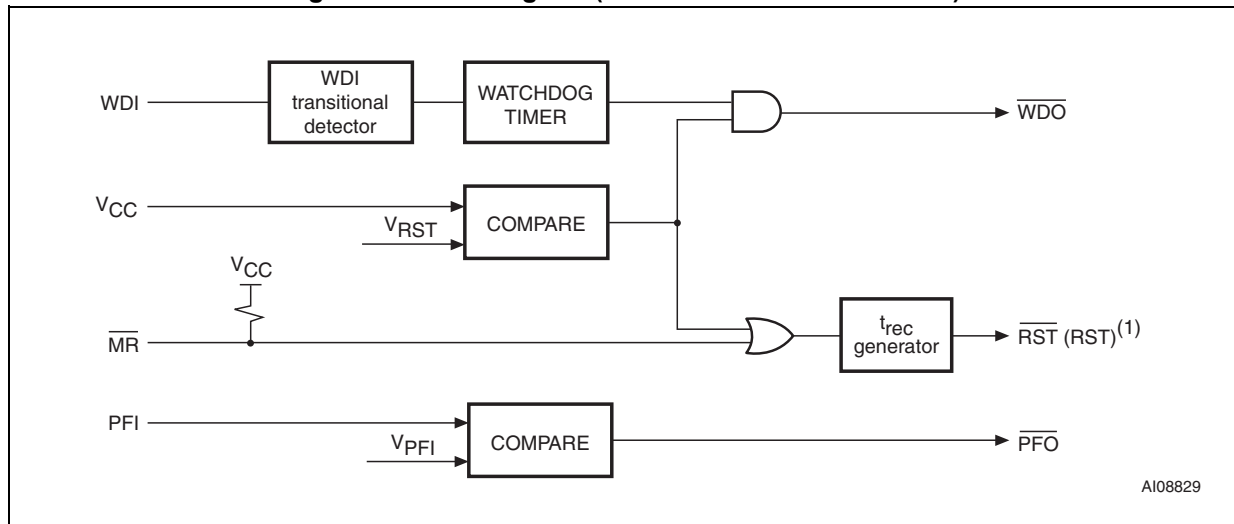 WDI
WDI
transitional
detector
WATCHDOG
TIMER
WDO
VCC
VRST
COMPARE
VCC
MR
trec
generator
RST (RST)(1)
PFI
VPFI
COMPARE
PFO
AI08829